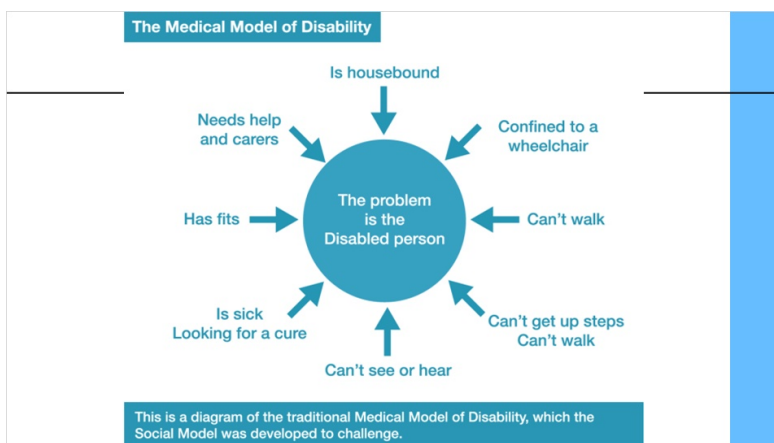 The Medical Model of Disability
Is housebound
Needs help
and carers
Confined to a
wheelchair
The problem
is the
Disabled person
Has fits
Can't walk
Is sick
Looking for a cure
Can't get up steps
Can't walk
Can't see or hear
This is a diagram of the traditional Medical Model of Disability, which the
Social Model was developed to challenge.